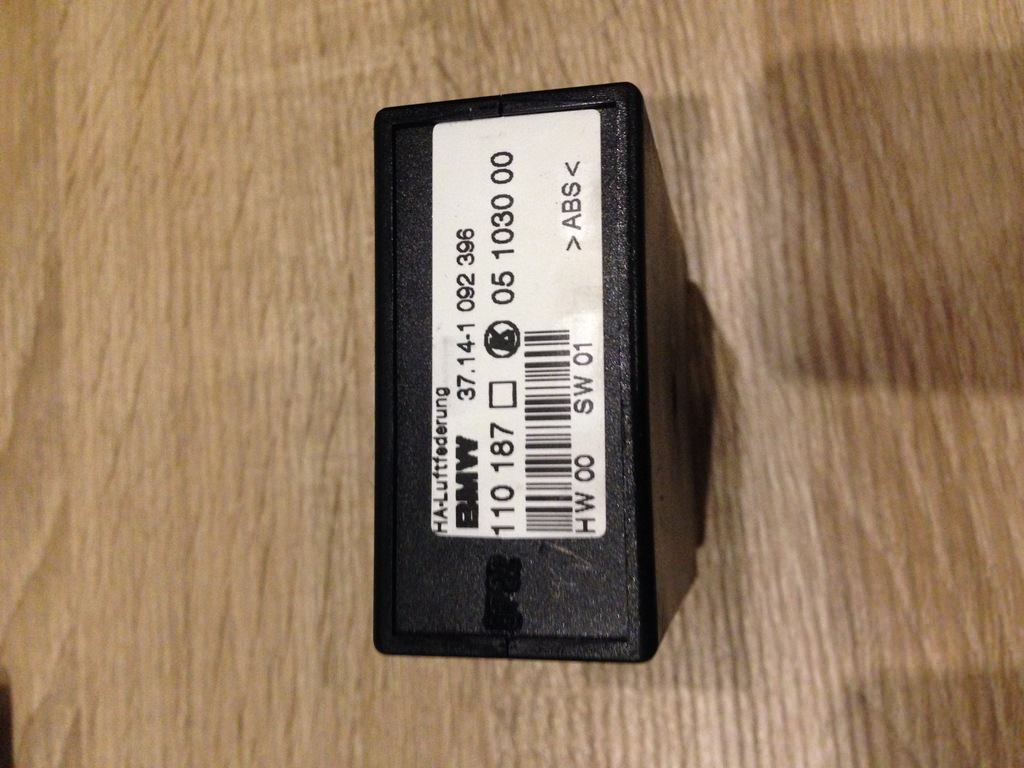 HA-Luftfederung
BMW 37.14-1 092 396
110 187 05 1030 00
HW 00 SW 01 >ABS<